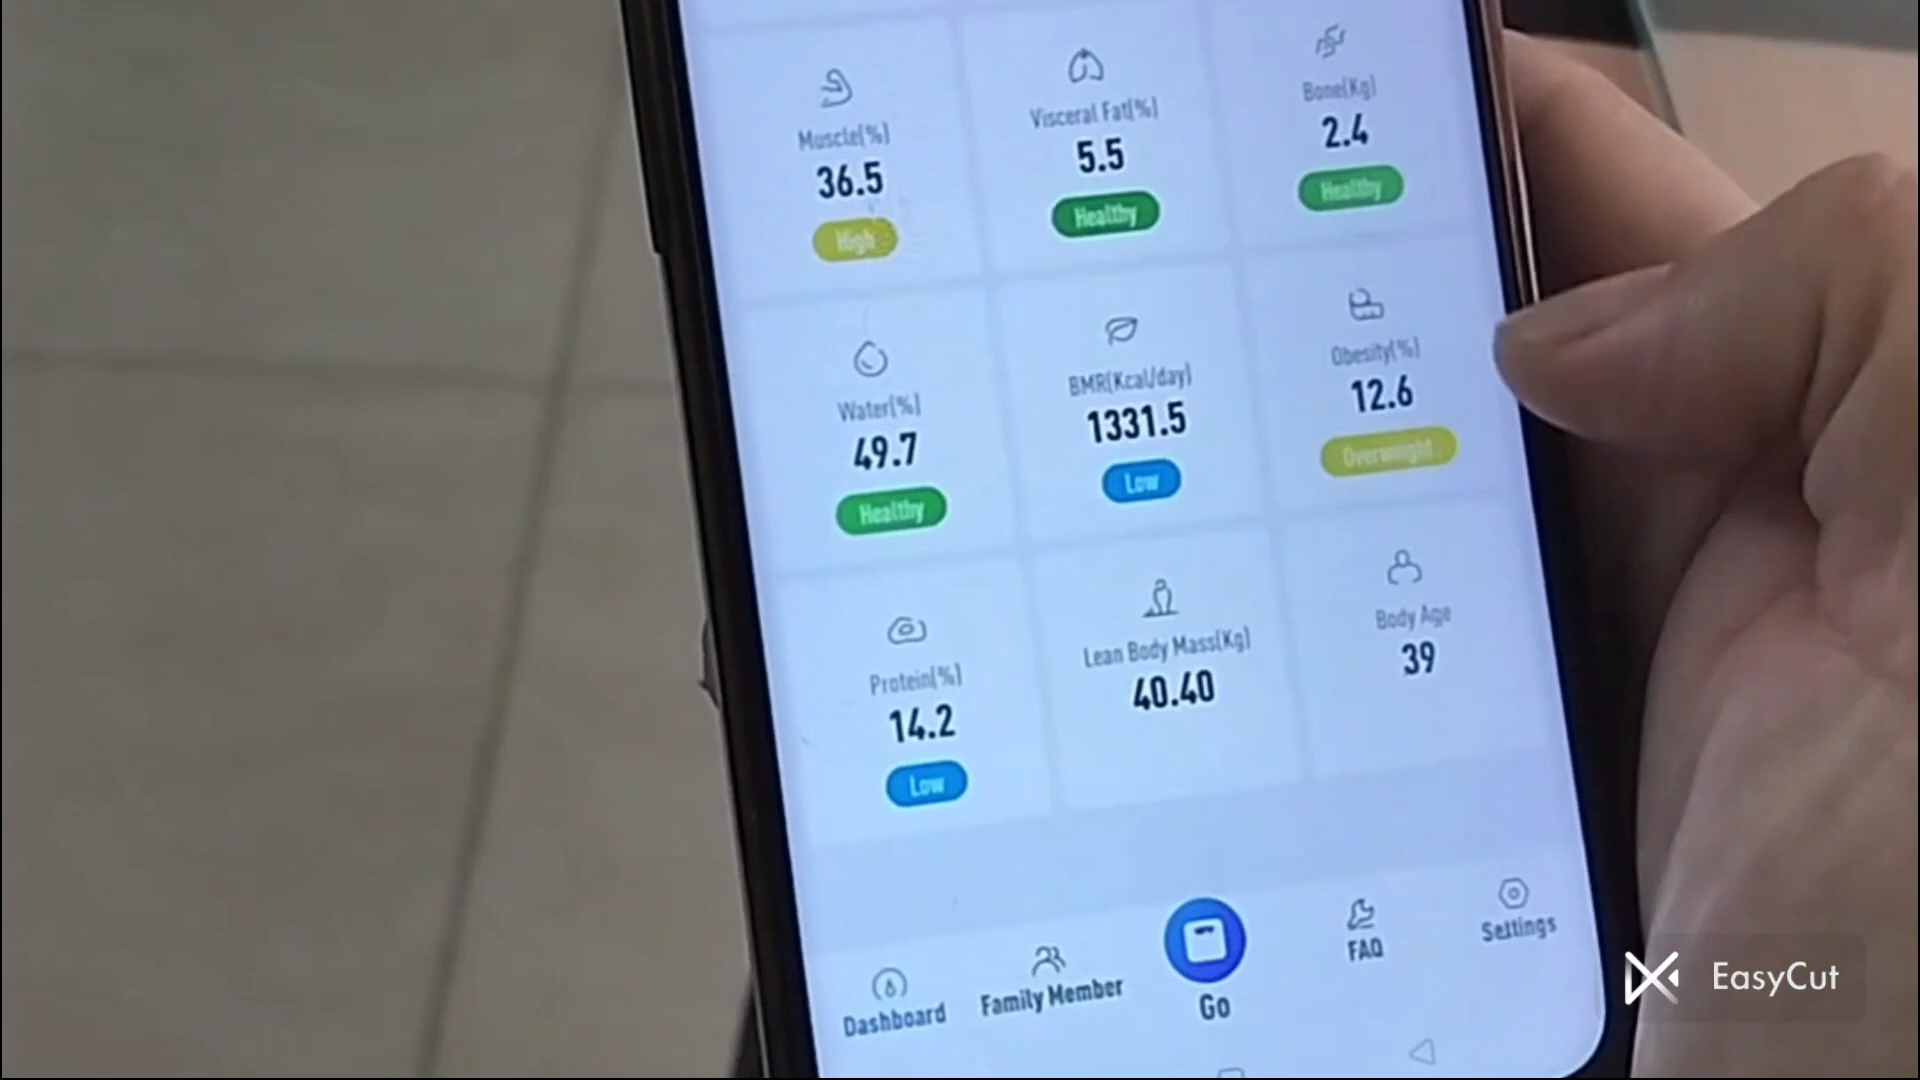 Muscle(%)
36.5
High
Visceral Fat(%)
5.5
Healthy
Bone(Kg)
2.4
Healthy
Water(%)
49.7
Healthy
BMR(Kcal/day)
1331.5
Low
Obesity(%)
12.6
Overweight
Protein(%)
14.2
Low
Lean Body Mass(Kg)
40.40
Body Age
39
Dashboard
Family Member
Go
FAQ
Settings
EasyCut